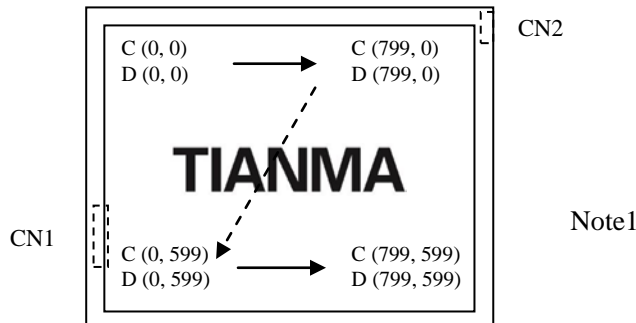 CN2
C (0, 0) C (799, 0)
D (0, 0) D (799, 0)
TIANMA
Note1
CN1
C (0, 599) C (799, 599)
D (0, 599) D (799, 599)